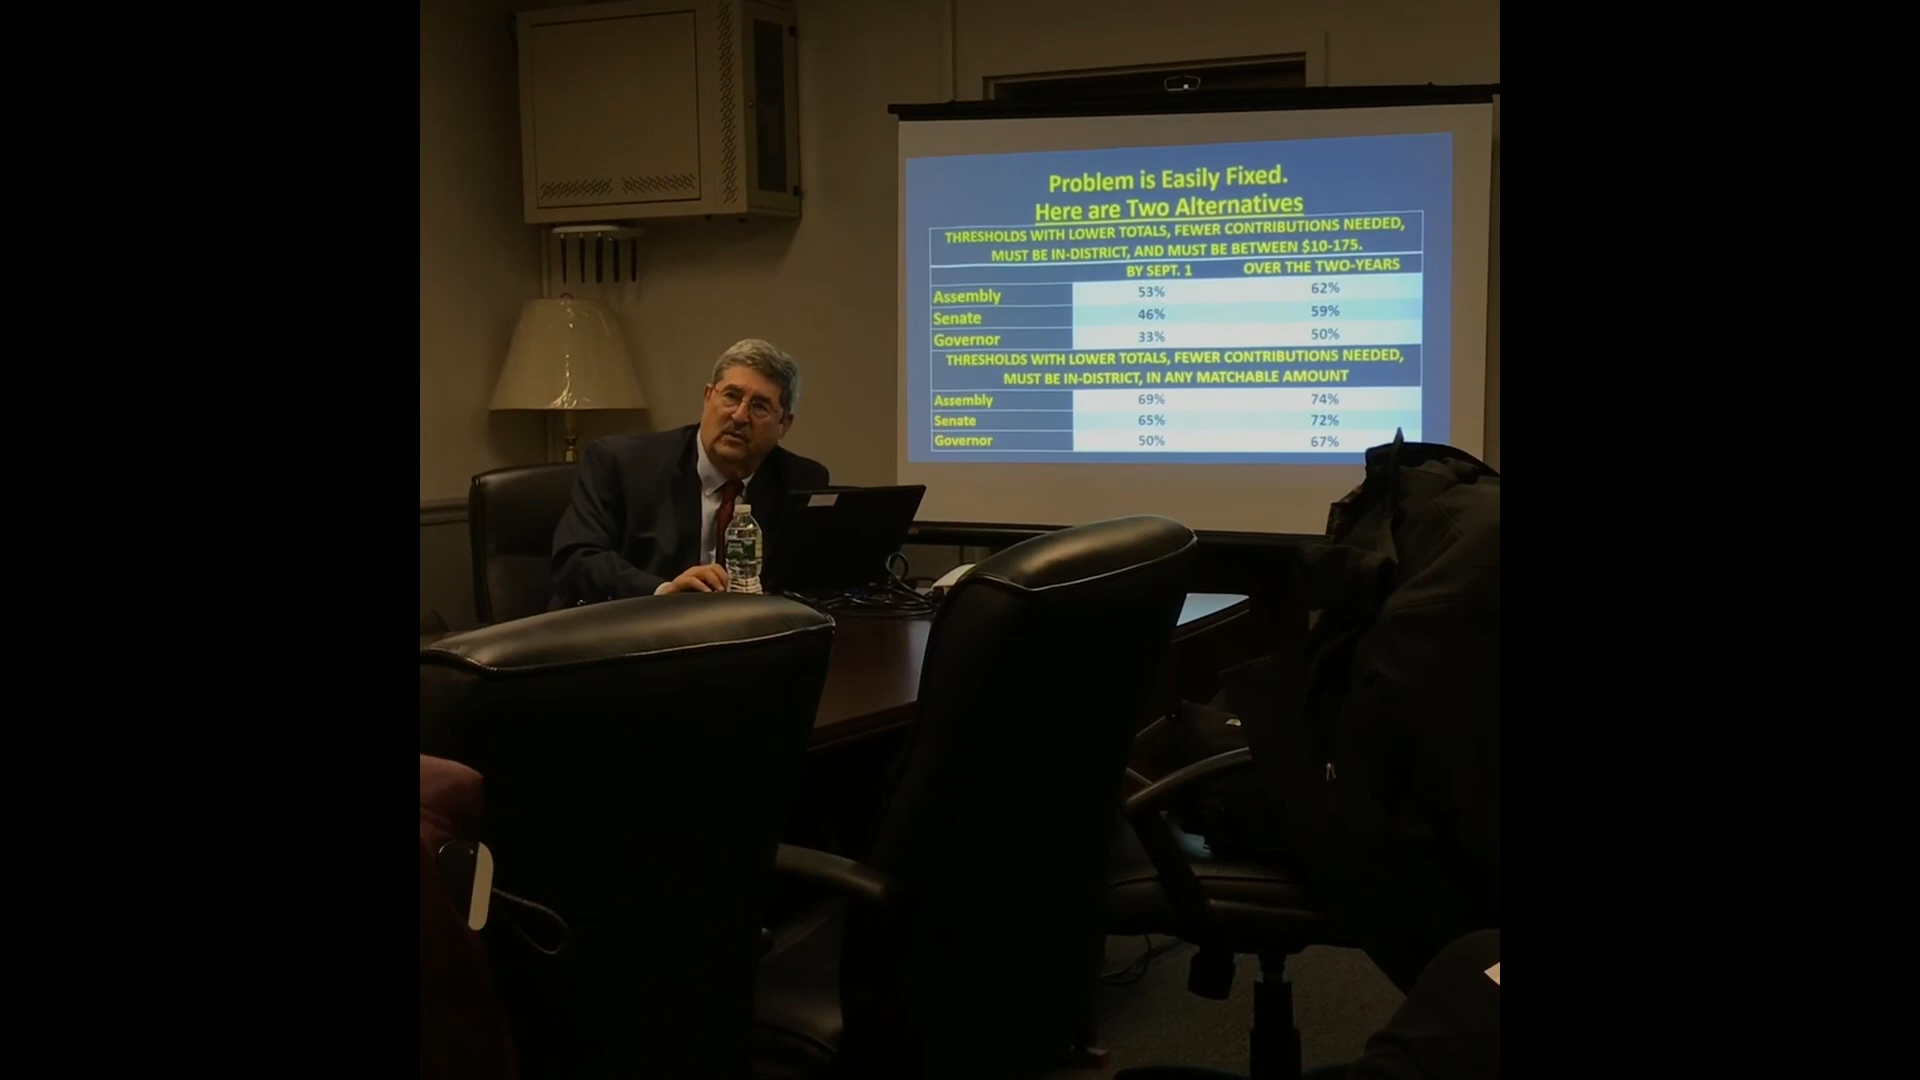 Problem is Easily Fixed.
Here are Two Alternatives
THRESHOLDS WITH LOWER TOTALS, FEWER CONTRIBUTIONS NEEDED,
MUST BE IN-DISTRICT, AND MUST BE BETWEEN $10-175.
BY SEPT. 1 OVER THE TWO-YEARS
Assembly 53% 62%
Senate 46% 59%
Governor 33% 50%
THRESHOLDS WITH LOWER TOTALS, FEWER CONTRIBUTIONS NEEDED,
MUST BE IN-DISTRICT, IN ANY MATCHABLE AMOUNT
Assembly 69% 74%
Senate 65% 72%
Governor 50% 67%